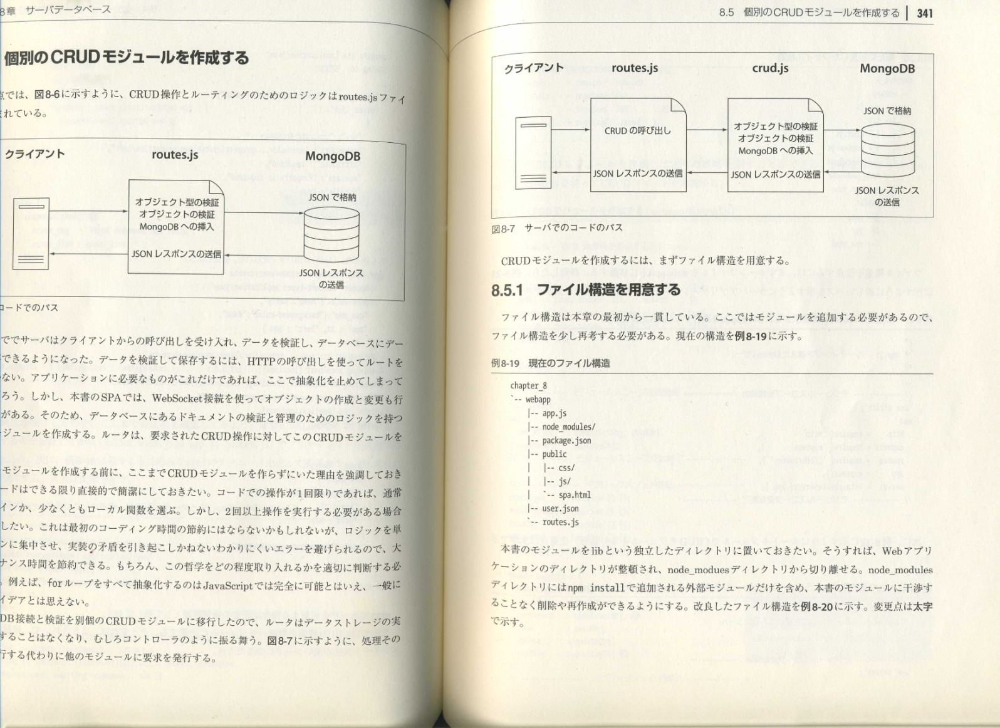 8章 サーバデータベース
個別のCRUDモジュールを作成する
点では、図8-6に示すように、CRUD操作とルーティングのためのロジックはroutes.jsファイ
まれている。
クライアント
routes.js
MongoDB
オブジェクト型の検証
オブジェクトの検証
MongoDB への挿入
JSON レスポンスの送信
JSON で格納
JSON レスポンス
の送信
コードでのパス
ででサーバはクライアントからの呼び出しを受け入れ、データを検証し、データベースにデー
できるようになった。データを検証して保存するには、HTTPの呼び出しを使ってルートを
ない。アプリケーションに必要なものがこれだけであれば、ここで抽象化を止めてしまって
ろう。しかし、本書のSPAでは、WebSocket接続を使ってオブジェクトの作成と変更も行
がある。そのため、データベースにあるドキュメントの検証と管理のためのロジックを持つ
ジュールを作成する。ルータは、要求されたCRUD操作に対してこのCRUDモジュールを
モジュールを作成する前に、ここまでCRUDモジュールを作らずにいた理由を強調しておき
ードはできる限り直接的で簡潔にしておきたい。コードでの操作が1回限りであれば、通常
インか、少なくともローカル関数を選ぶ。しかし、2回以上操作を実行する必要がある場合
したい。これは最初のコーディング時間の節約にはならないかもしれないが、ロジックを単
ンに集中させ、実装の矛盾を引き起こしかねないわかりにくいエラーを避けられるので、大
ナンス時間を節約できる。もちろん、この哲学をどの程度取り入れるかを適切に判断する必
。例えば、forループをすべて抽象化するのはJavaScriptでは完全に可能とはいえ、一般に
イデアとは思えない。
DB接続と検証を別個のCRUDモジュールに移行したので、ルータはデータストレージの実
することはなくなり、むしろコントローラのように振る舞う。図8-7に示すように、処理その
行する代わりに他のモジュールに要求を発行する。
8.5 個別のCRUDモジュールを作成する 341
クライアント
routes.js
crud.js
MongoDB
CRUD の呼び出し
JSON レスポンスの送信
オブジェクト型の検証
オブジェクトの検証
MongoDB への挿入
JSON レスポンスの送信
JSON で格納
JSON レスポンス
の送信
図8-7 サーバでのコードのパス
CRUDモジュールを作成するには、まずファイル構造を用意する。
8.5.1 ファイル構造を用意する
ファイル構造は本章の最初から一貫している。ここではモジュールを追加する必要があるので、
ファイル構造を少し再考する必要がある。現在の構造を例8-19に示す。
例8-19 現在のファイル構造
chapter_8
`-- webapp
|-- app.js
|-- node_modules/
|-- package.json
|-- public
| |-- css/
| |-- js/
| `-- spa.html
|-- user.json
`-- routes.js
本書のモジュールをlibという独立したディレクトリに置いておきたい。そうすれば、Webアプリ
ケーションのディレクトリが整頓され、node_moduesディレクトリから切り離せる。node_modules
ディレクトリにはnpm installで追加される外部モジュールだけを含め、本書のモジュールに干渉す
ることなく削除や再作成ができるようにする。改良したファイル構造を例8-20に示す。変更点は太字
で示す。